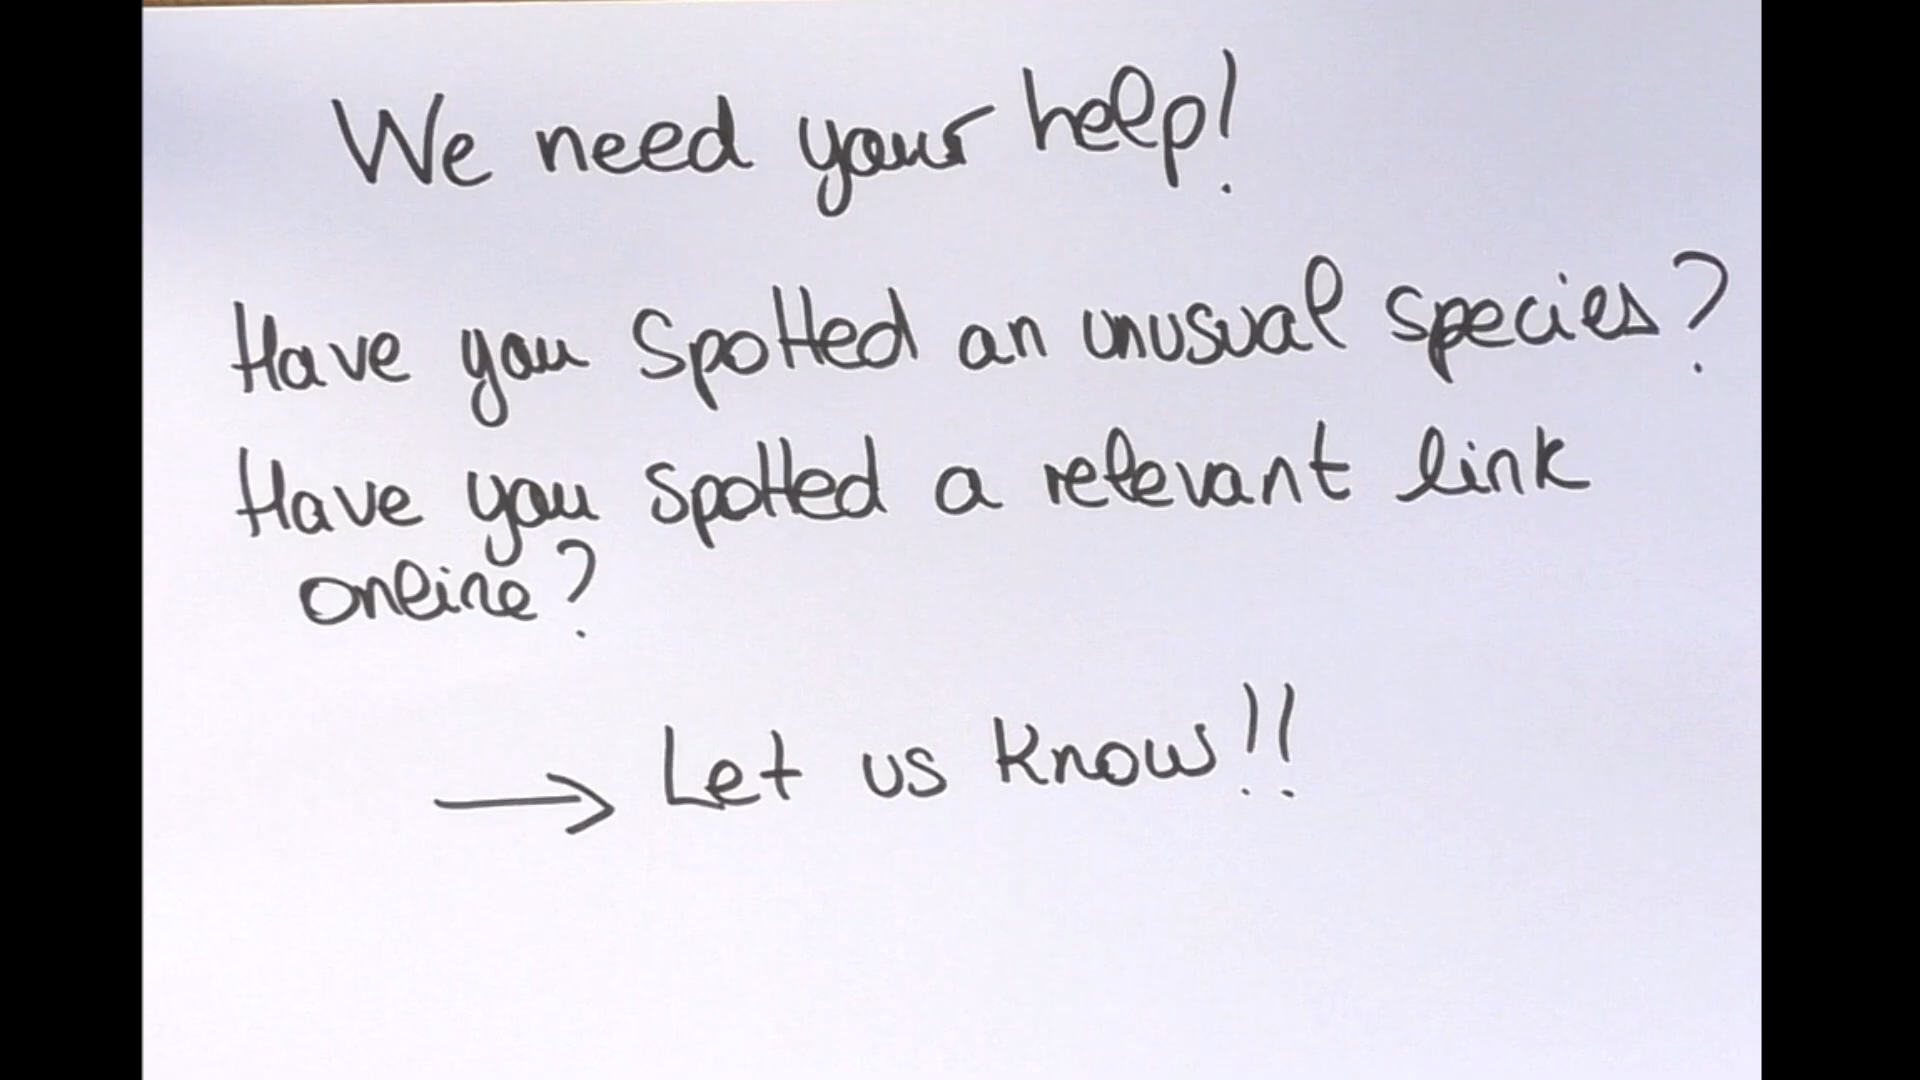 We need your help!
Have you spotted an unusual species?
Have you spotted a relevant link
online?
→ Let us know!!